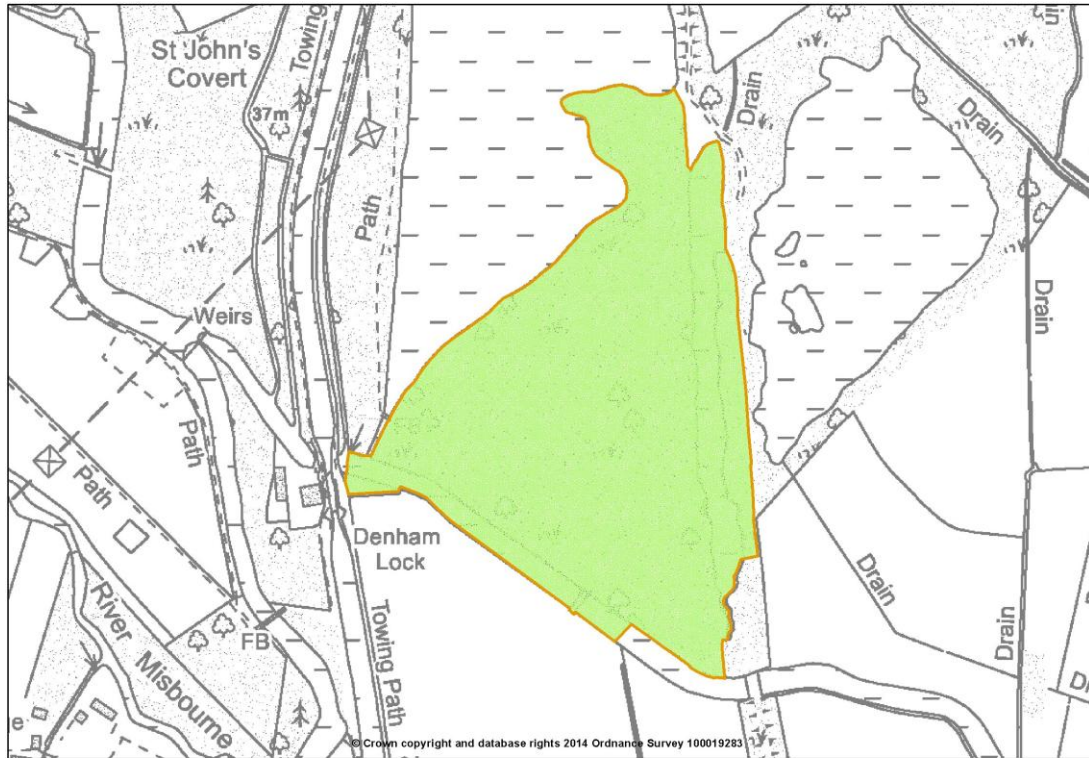 St John's
Covert
Towing
37m
Path
Drain
Drain
Drain
Weirs
Path
Path
Denham
Lock
Drain
Drain
River
Misbourne
FB
Towing Path
© Crown copyright and database rights 2014 Ordnance Survey 100019283